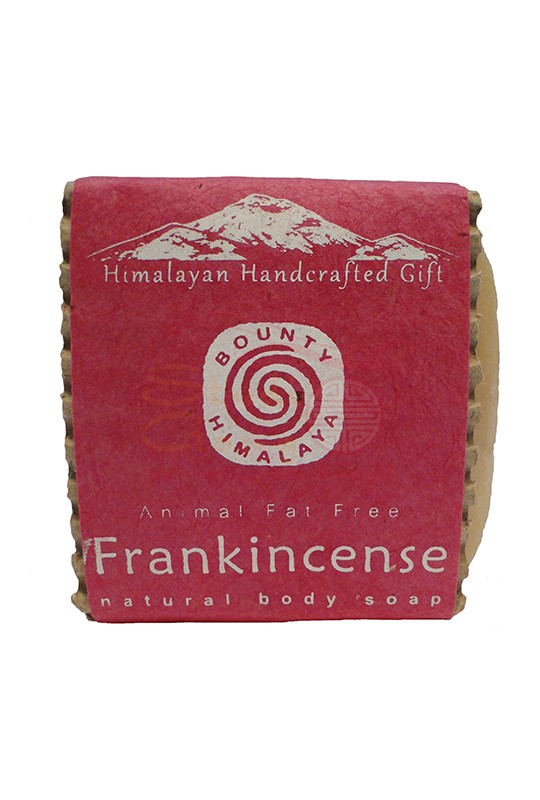 Himalayan Handcrafted Gift
BOUNTY
HIMALAYA
Animal Fat Free
Frankincense
natural body soap